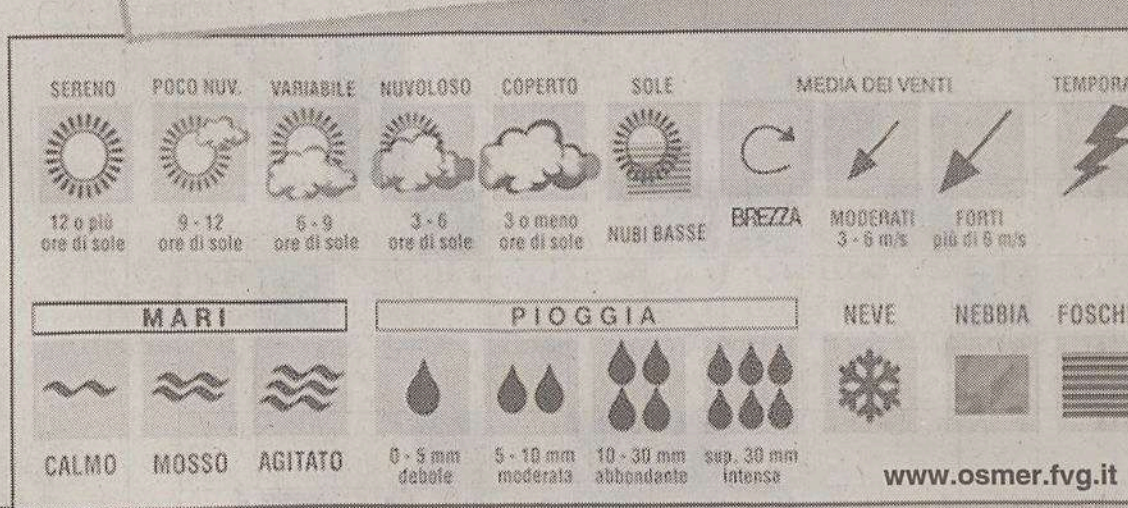 SERENO POCO NUV. VARIABILE NUVOLOSO COPERTO SOLE MEDIA DEI VENTI TEMPORA
12 o più 9 - 12 6 - 9 3 - 6 3 o meno NUBI BASSE BREZZA MODERATI FORTI
ore di sole ore di sole ore di sole ore di sole ore di sole 3 - 6 m/s più di 6 m/s
MARI PIOGGIA NEVE NEBBIA FOSCHI
CALMO MOSSO AGITATO 0 - 5 mm 5 - 10 mm 10 - 30 mm sup. 30 mm
debole moderata abbondante intensa
www.osmer.fvg.it